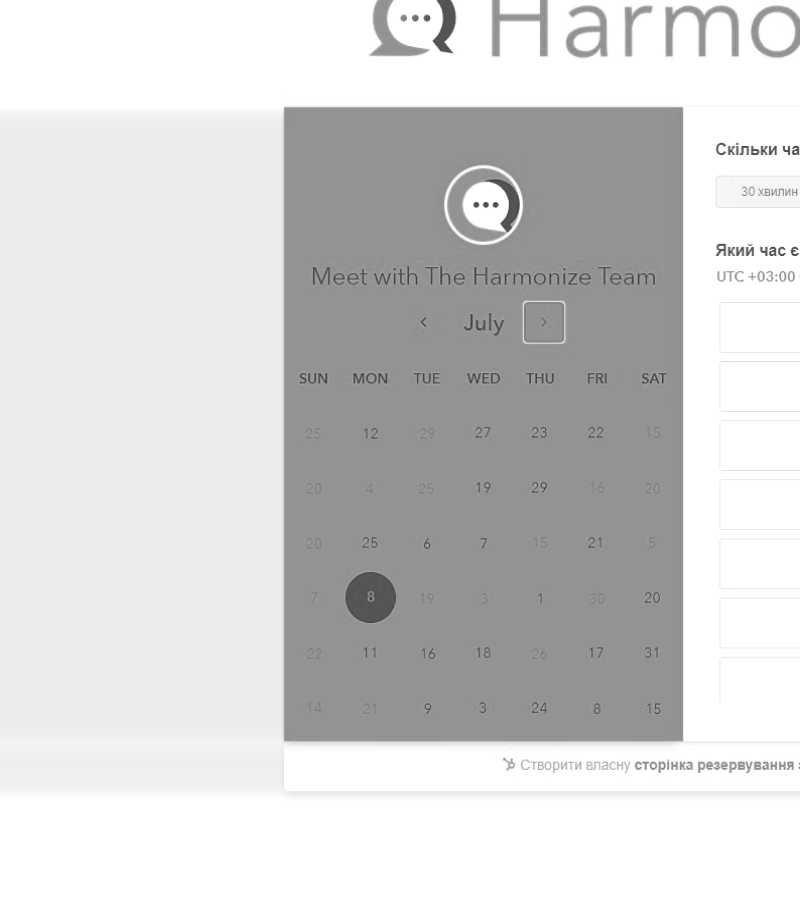 Harmo
Скільки ча
30 хвилин
Meet with The Harmonize Team
Який час є
UTC +03:00
July
SUN MON TUE WED THU FRI SAT
25 12 29 27 23 22 15
20 4 25 19 29 16 20
20 25 6 7 15 21 5
7 8 19 3 1 30 20
22 11 16 18 26 17 31
14 21 9 3 24 8 15
Створити власну сторінка резервування